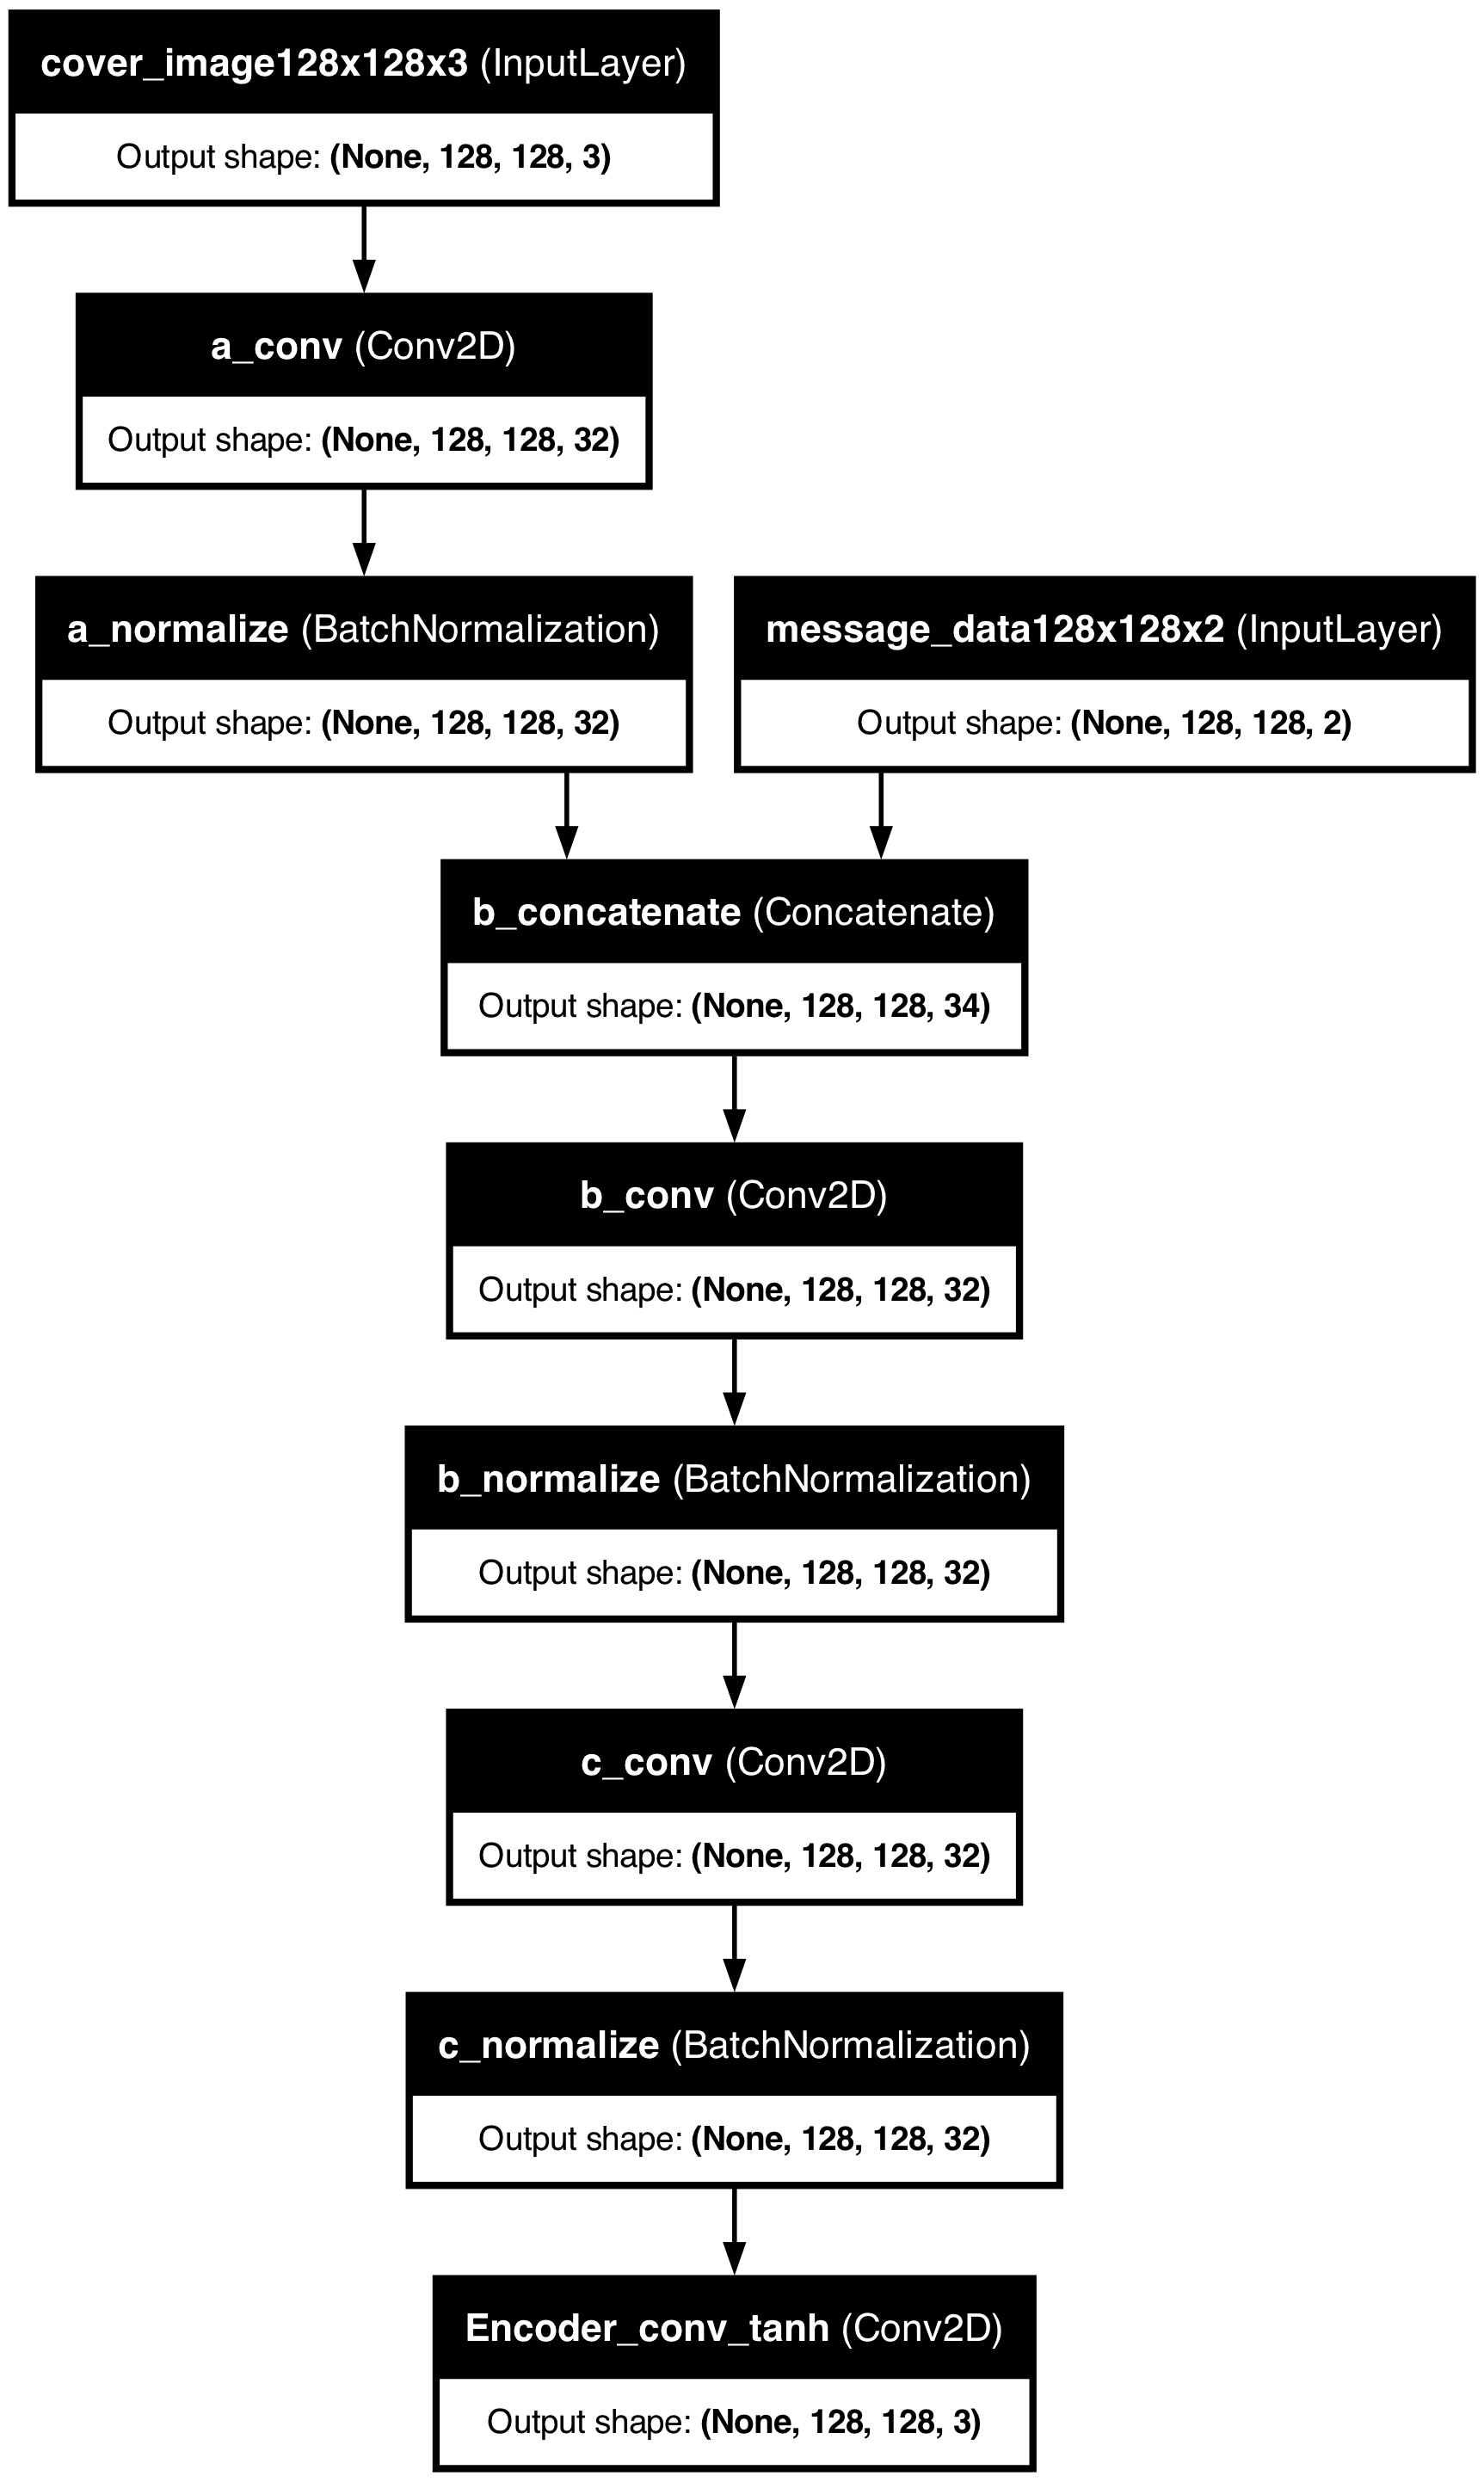 cover_image128x128x3 (InputLayer)
Output shape: (None, 128, 128, 3)
a_conv (Conv2D)
Output shape: (None, 128, 128, 32)
a_normalize (BatchNormalization)
Output shape: (None, 128, 128, 32)
message_data128x128x2 (InputLayer)
Output shape: (None, 128, 128, 2)
b_concatenate (Concatenate)
Output shape: (None, 128, 128, 34)
b_conv (Conv2D)
Output shape: (None, 128, 128, 32)
b_normalize (BatchNormalization)
Output shape: (None, 128, 128, 32)
c_conv (Conv2D)
Output shape: (None, 128, 128, 32)
c_normalize (BatchNormalization)
Output shape: (None, 128, 128, 32)
Encoder_conv_tanh (Conv2D)
Output shape: (None, 128, 128, 3)